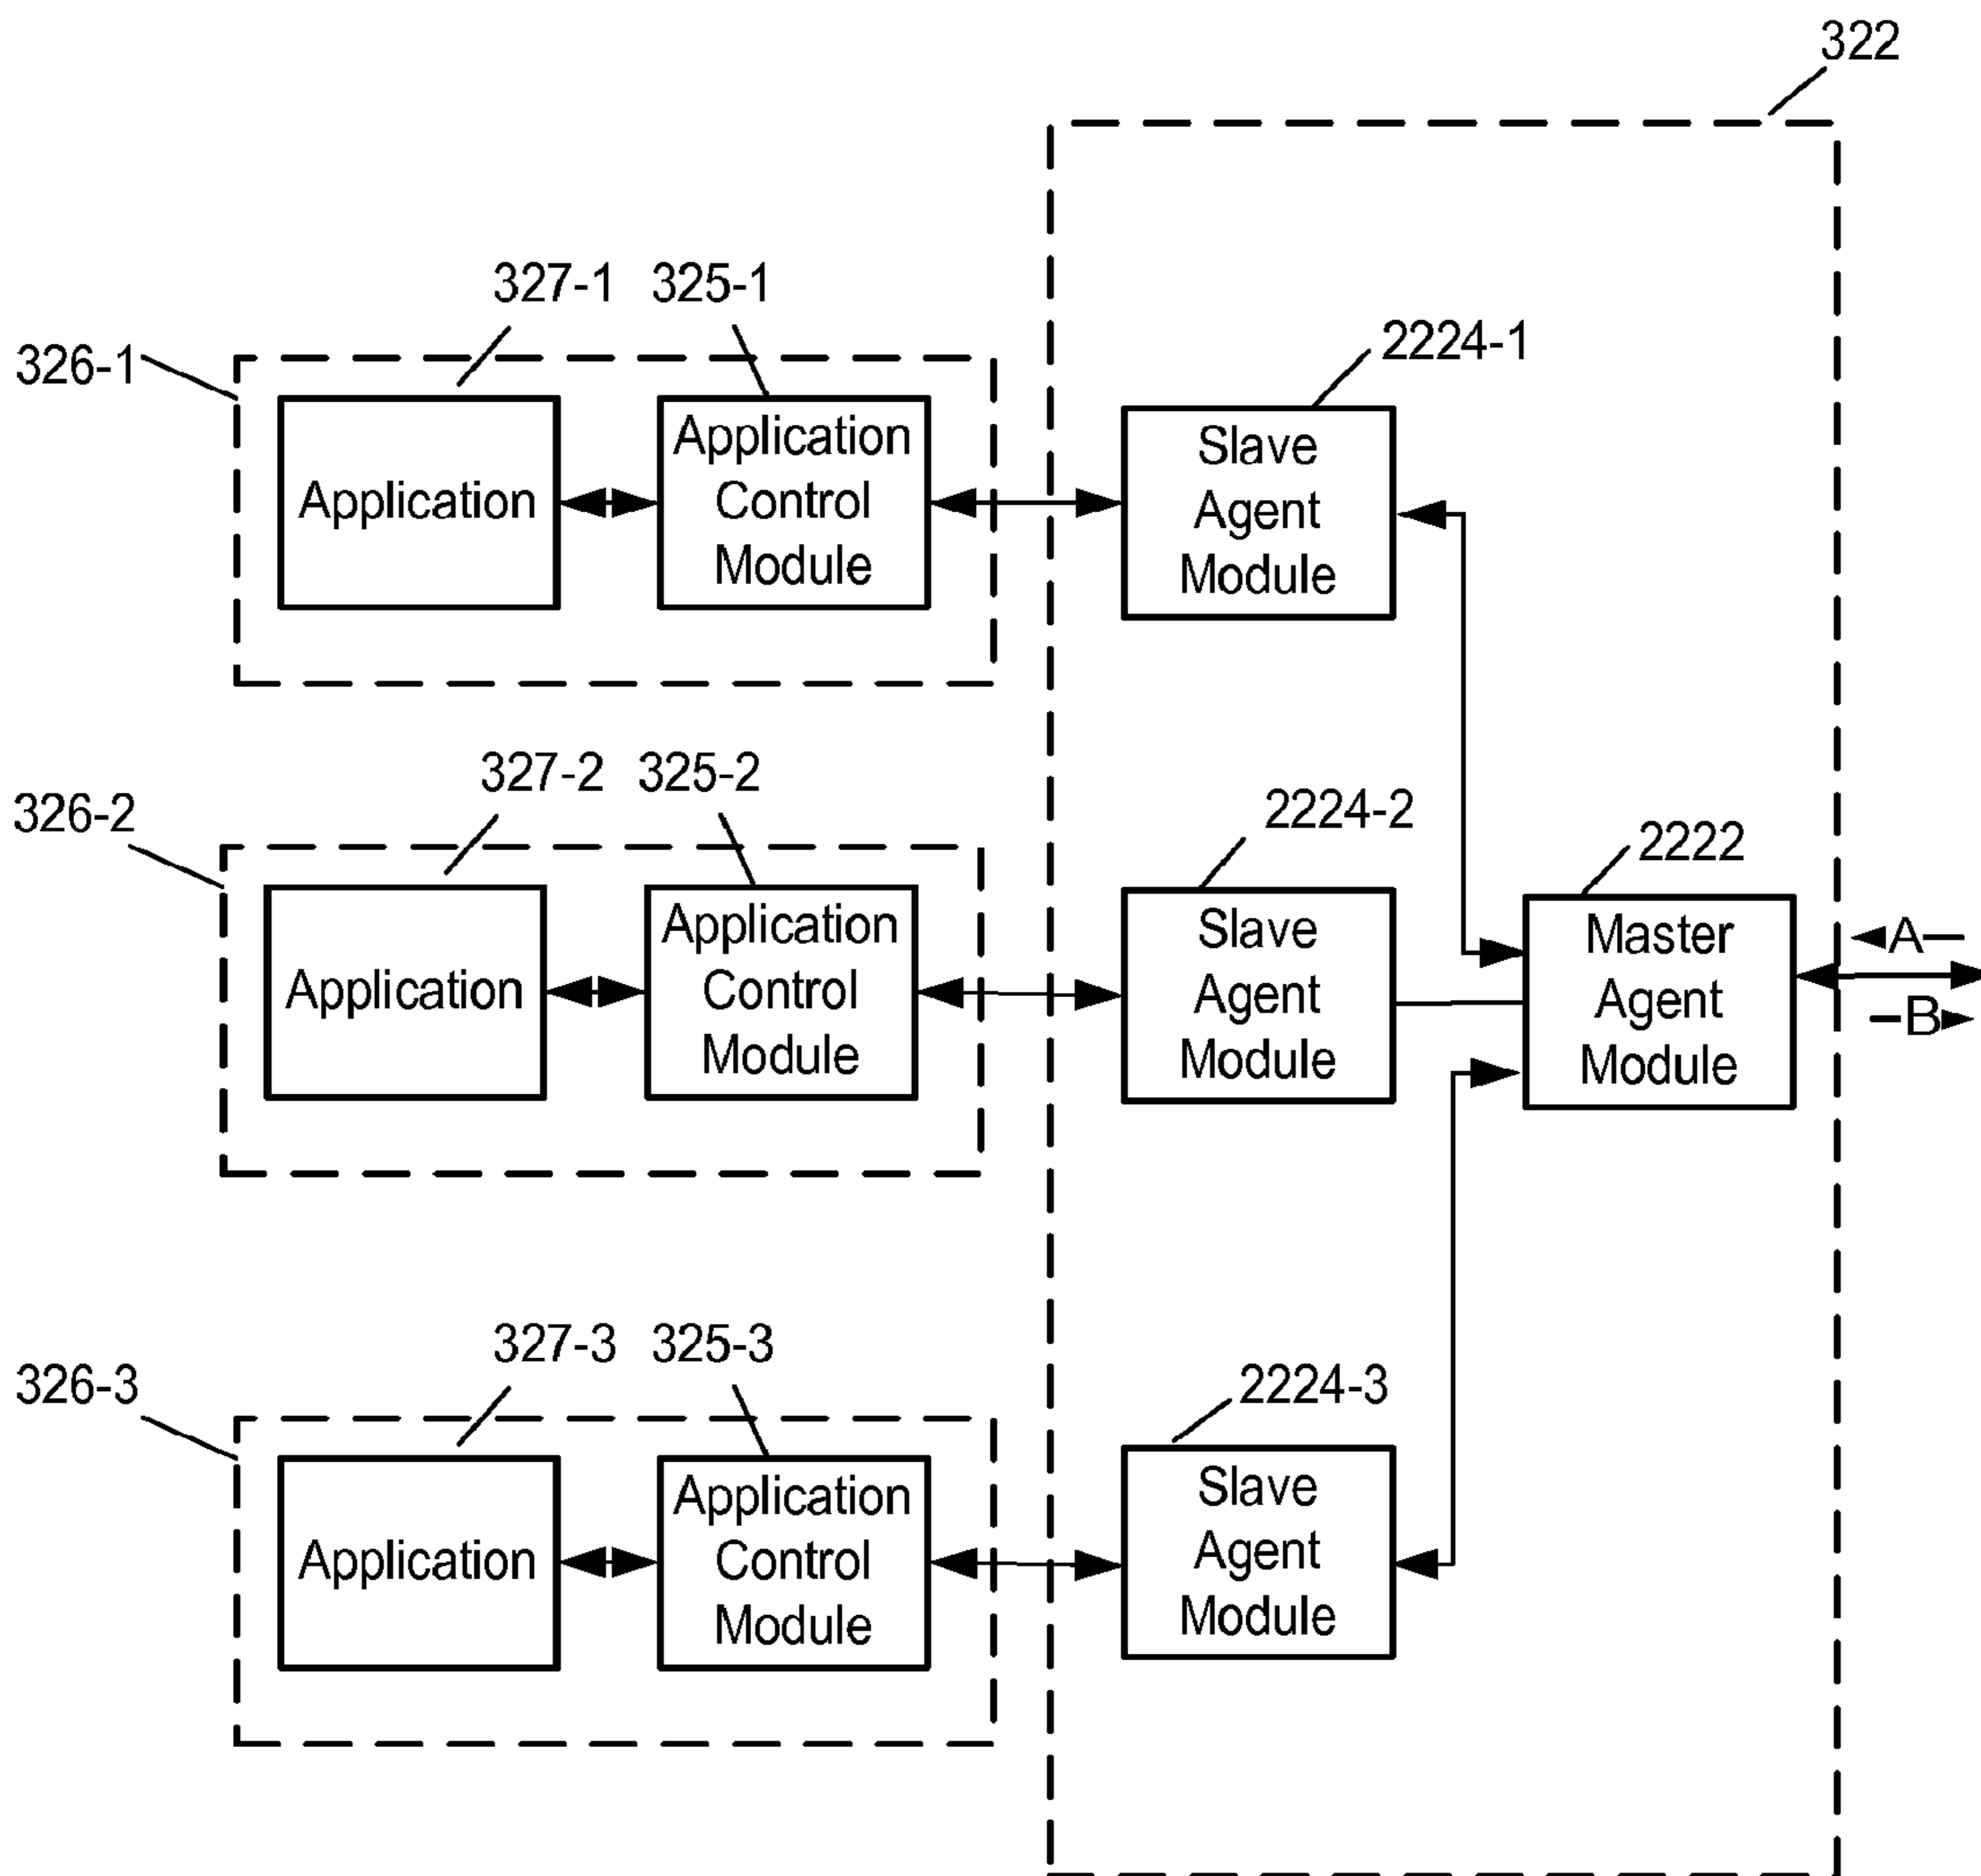 322
327-1 325-1
326-1
2224-1
Application
Application
Control
Module
Slave
Agent
Module
327-2 325-2
326-2
2224-2
2222
Application
Application
Control
Module
Slave
Agent
Module
Master
Agent
Module
A
B
327-3 325-3
326-3
2224-3
Application
Application
Control
Module
Slave
Agent
Module